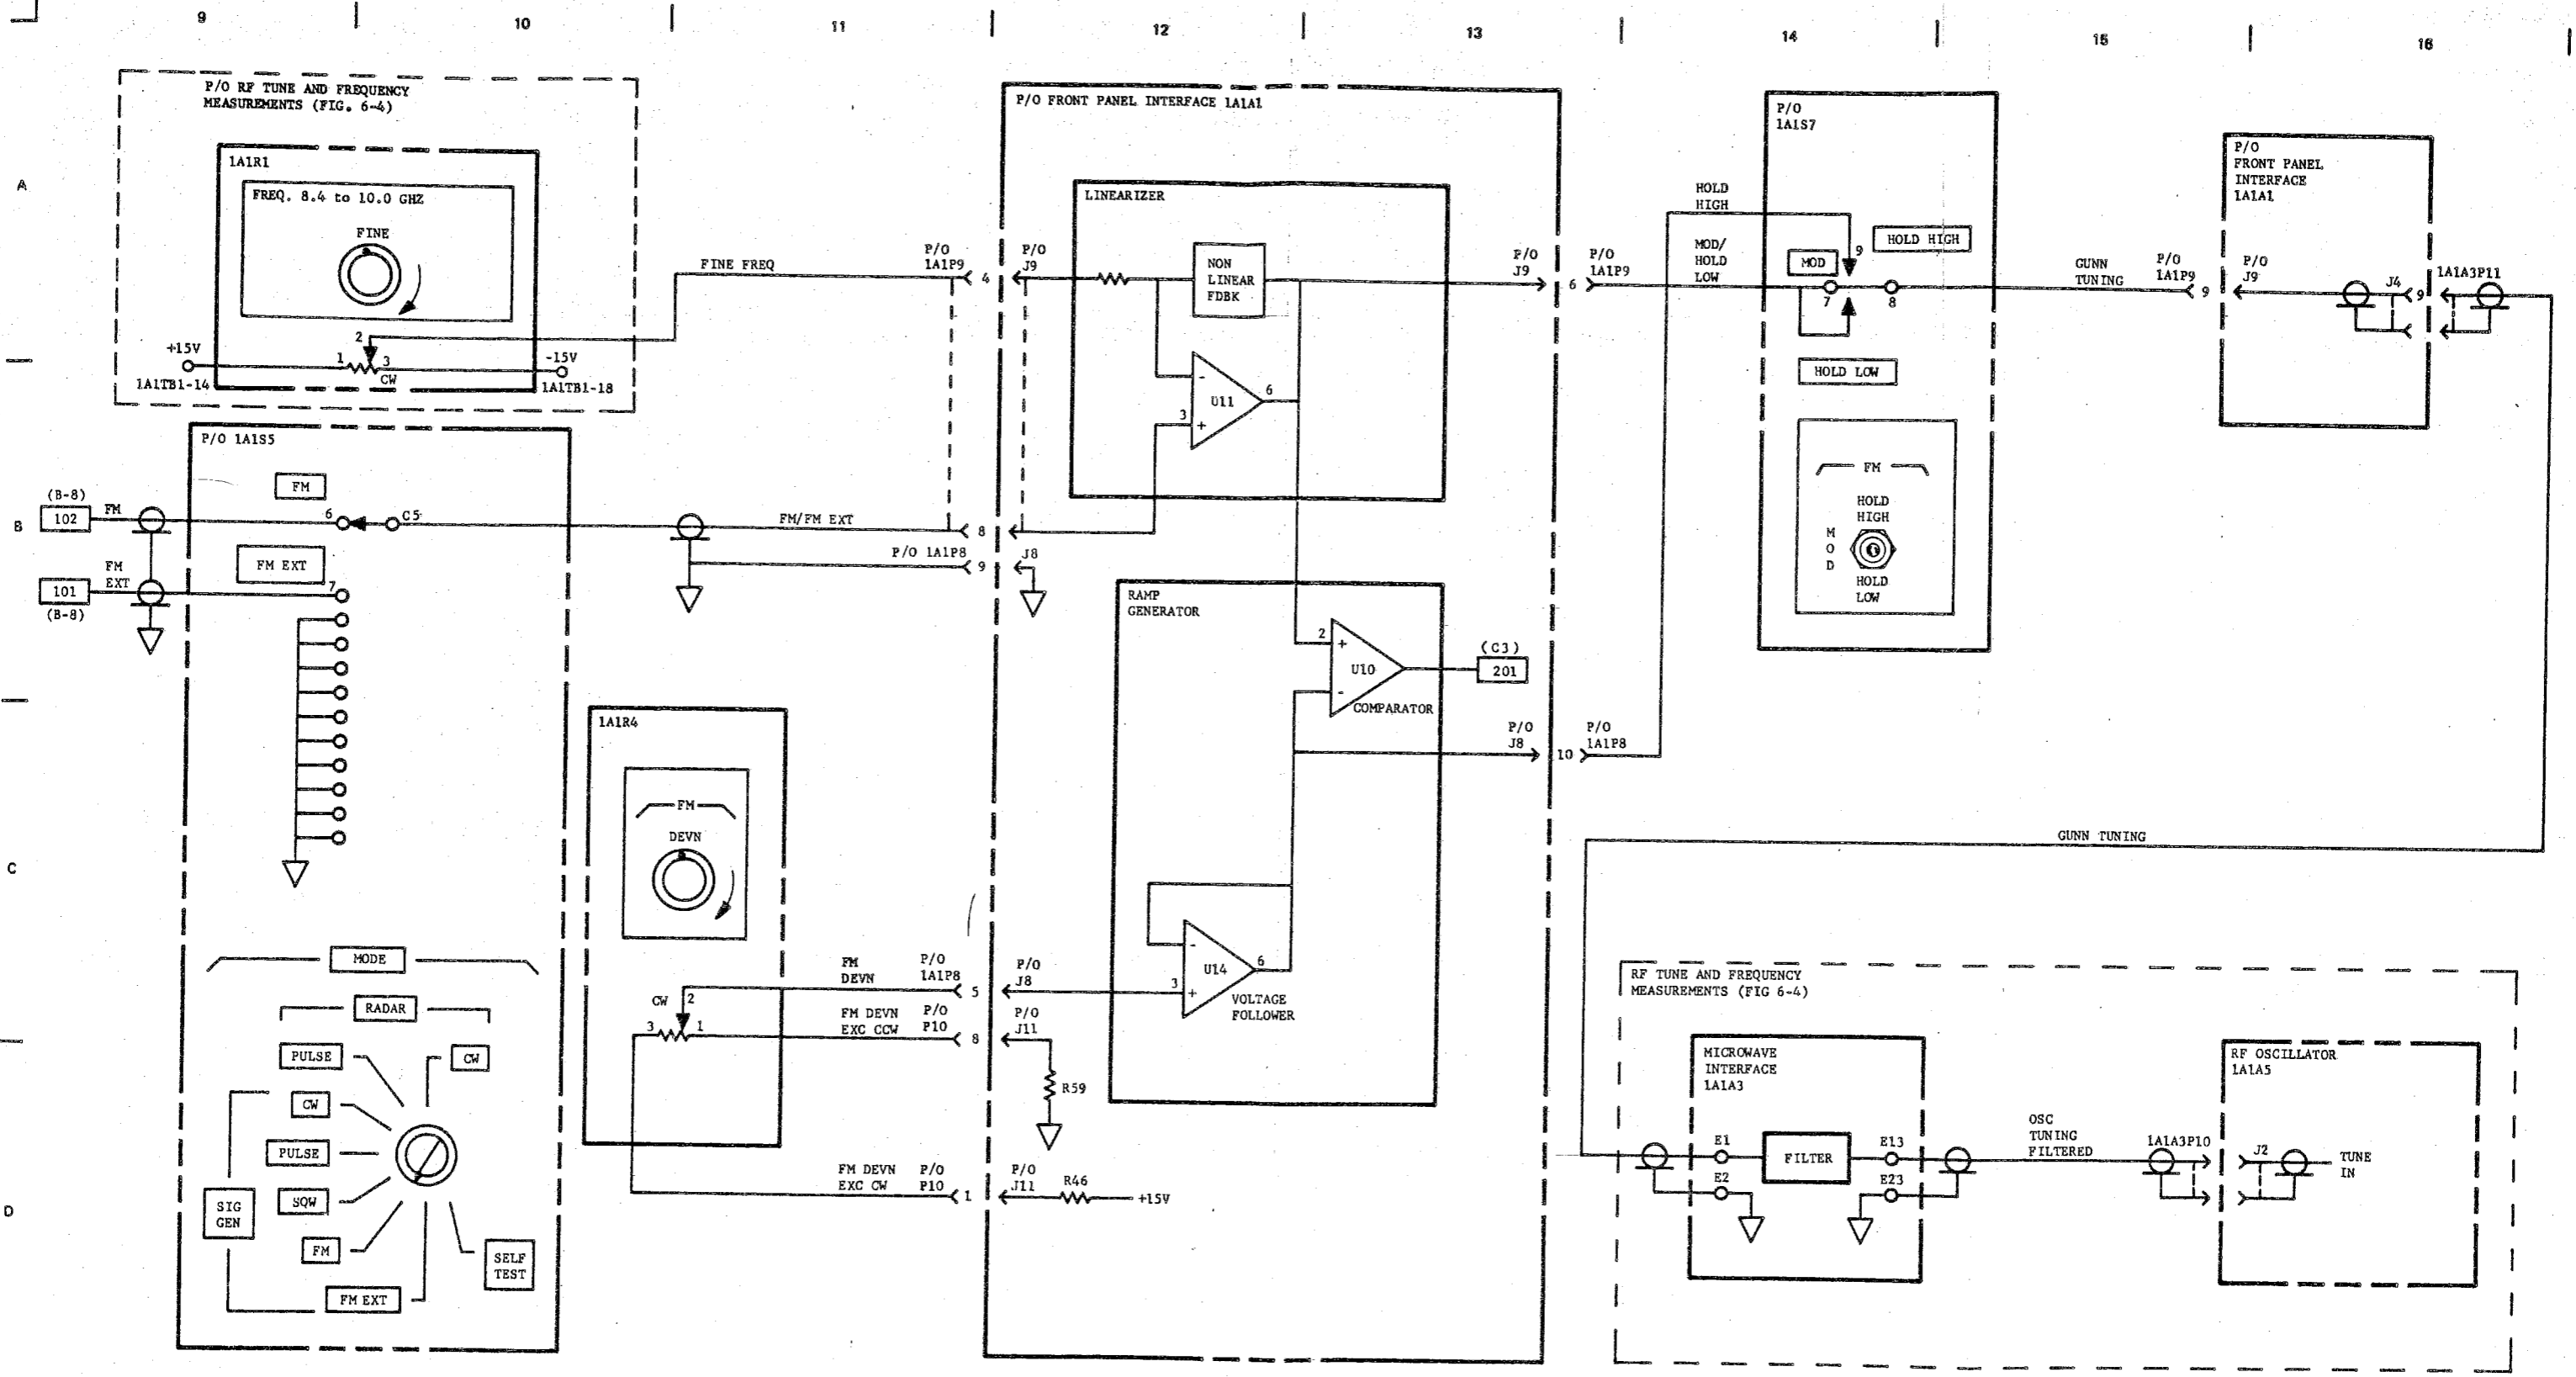 9
10
11
12
13
14
15
16
A
B
C
D
P/O RF TUNE AND FREQUENCY
MEASUREMENTS (FIG. 6-4)
1A1R1
FREQ. 8.4 to 10.0 GHZ
FINE
2
1
3
CW
+15V
1A1TB1-14
-15V
1A1TB1-18
FINE FREQ
P/O
1A1P9
4
P/O
J9
P/O FRONT PANEL INTERFACE 1A1A1
LINEARIZER
NON
LINEAR
FDBK
-
U11
6
3
+
P/O
J9
6
P/O
1A1P9
HOLD
HIGH
MOD/
HOLD
LOW
P/O
1A1S7
MOD
9
HOLD HIGH
7
8
HOLD LOW
FM
HOLD
HIGH
M
O
D
HOLD
LOW
GUNN
TUNING
P/O
1A1P9
9
P/O
FRONT PANEL
INTERFACE
1A1A1
P/O
J9
J4
9
1A1A3P11
P/O 1A1S5
FM
(B-8)
102
FM
6
C5
FM EXT
FM
EXT
101
(B-8)
7
FM/FM EXT
8
P/O 1A1P8
9
J8
RAMP
GENERATOR
2
+
U10
-
COMPARATOR
(C3)
201
P/O
J8
10
P/O
1A1P8
1A1R4
FM
DEVN
CW
2
3
1
FM
DEVN
P/O
1A1P8
5
P/O
J8
FM DEVN
EXC CCW
P/O
P10
8
P/O
J11
R59
FM DEVN
EXC CW
P/O
P10
1
P/O
J11
R46
+15V
-
U14
6
3
+
VOLTAGE
FOLLOWER
MODE
RADAR
PULSE
CW
CW
PULSE
SQW
SIG
GEN
FM
FM EXT
SELF
TEST
GUNN TUNING
RF TUNE AND FREQUENCY
MEASUREMENTS (FIG 6-4)
MICROWAVE
INTERFACE
1A1A3
E1
FILTER
E13
E2
E23
OSC
TUNING
FILTERED
1A1A3P10
RF OSCILLATOR
1A1A5
J2
TUNE
IN